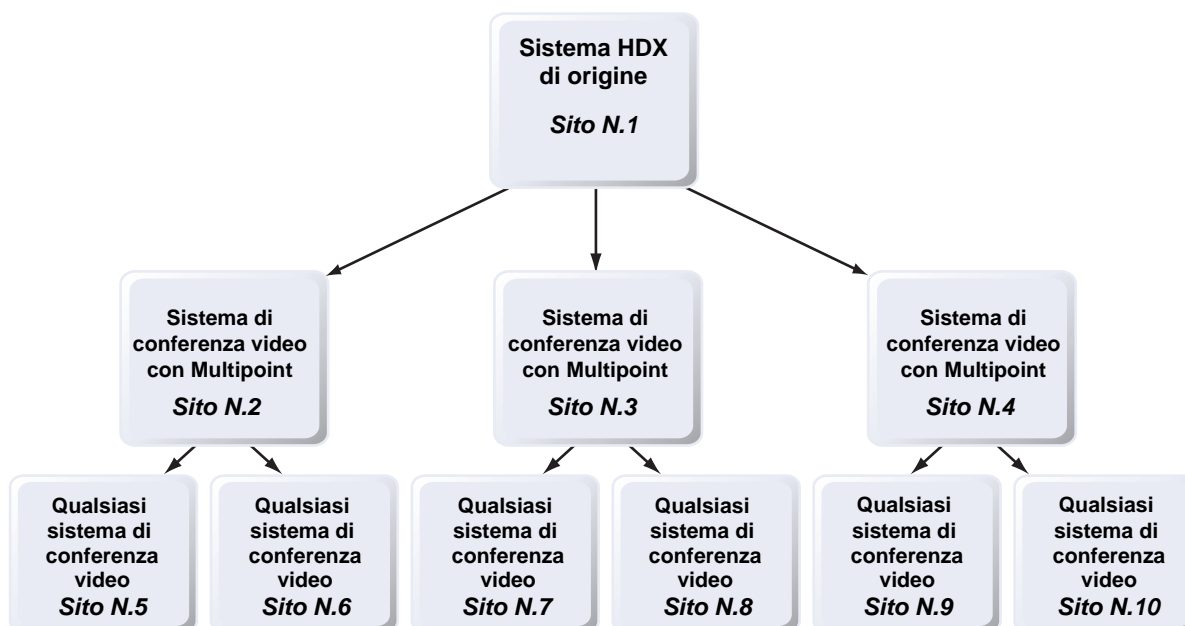 Sistema HDX
di origine
Sito N.1
Sistema di
conferenza video
con Multipoint
Sito N.2
Sistema di
conferenza video
con Multipoint
Sito N.3
Sistema di
conferenza video
con Multipoint
Sito N.4
Qualsiasi
sistema di
conferenza
video
Sito N.5
Qualsiasi
sistema di
conferenza
video
Sito N.6
Qualsiasi
sistema di
conferenza
video
Sito N.7
Qualsiasi
sistema di
conferenza
video
Sito N.8
Qualsiasi
sistema di
conferenza
video
Sito N.9
Qualsiasi
sistema di
conferenza
video
Sito N.10